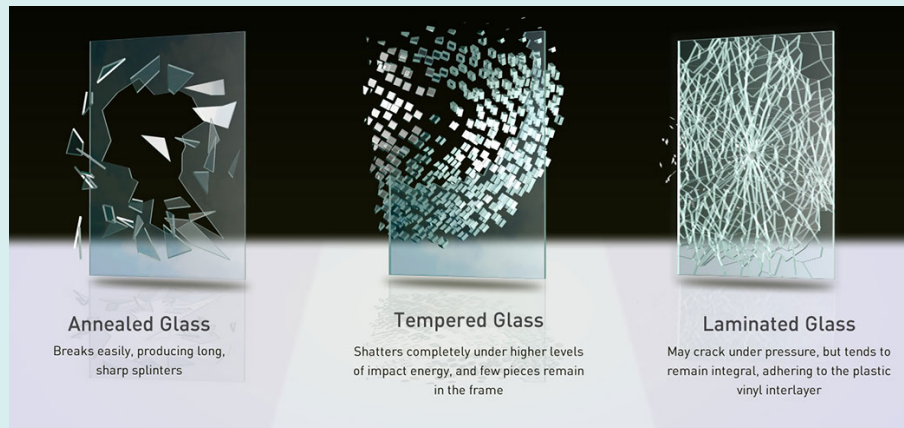 Annealed Glass
Breaks easily, producing long,
sharp splinters
Tempered Glass
Shatters completely under higher levels
of impact energy, and few pieces remain
in the frame
Laminated Glass
May crack under pressure, but tends to
remain integral, adhering to the plastic
vinyl interlayer